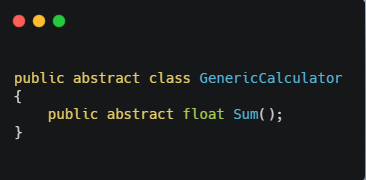 public abstract class GenericCalculator
{
    public abstract float Sum();
}